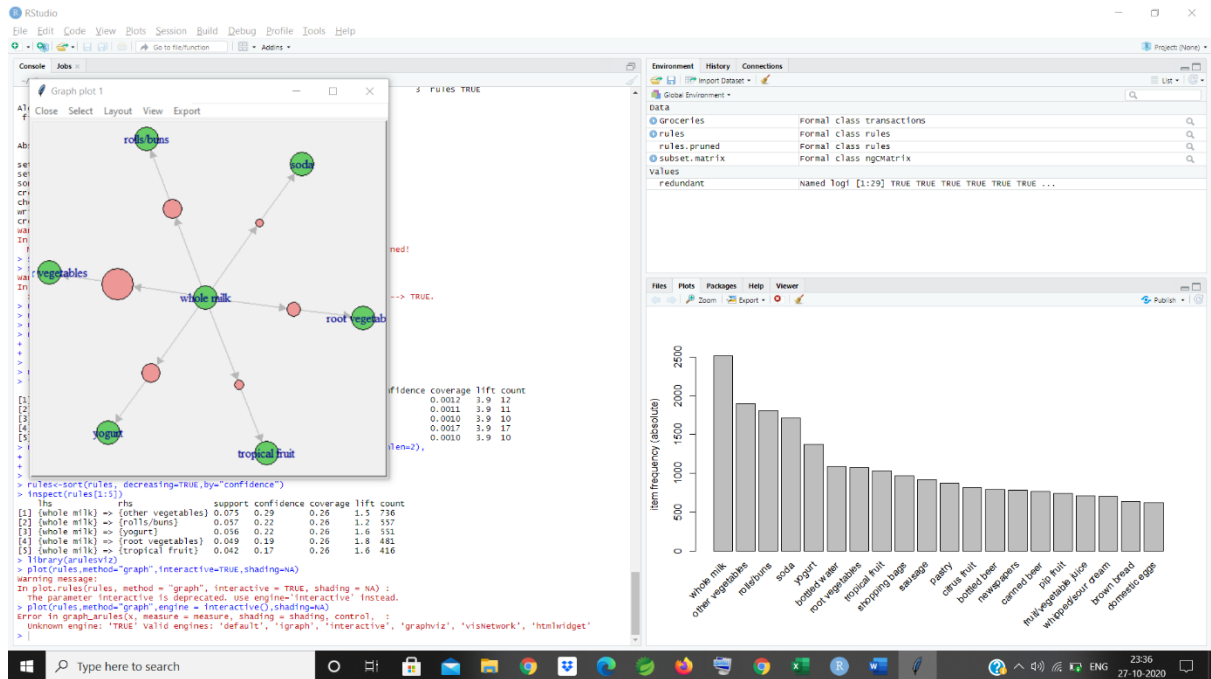 RStudio
File Edit Code View Plots Session Build Debug Profile Tools Help
Go to file/function Addins
Project: (None)
Console Jobs
Graph plot 1
Close Select Layout View Export
rolls/buns
soda
r vegetables
whole milk
root vegetab
yogurt
tropical fruit
3 rules TRUE
ned!
--> TRUE.
fidence coverage lift count
[1] 0.0012 3.9 12
[2] 0.0011 3.9 11
[3] 0.0010 3.9 10
[4] 0.0017 3.9 17
[5] 0.0010 3.9 10
len=2),
> rules<-sort(rules, decreasing=TRUE,by="confidence")
> inspect(rules[1:5])
lhs rhs support confidence coverage lift count
[1] {whole milk} => {other vegetables} 0.075 0.29 0.26 1.5 736
[2] {whole milk} => {rolls/buns} 0.057 0.22 0.26 1.2 557
[3] {whole milk} => {yogurt} 0.056 0.22 0.26 1.6 551
[4] {whole milk} => {root vegetables} 0.049 0.19 0.26 1.8 481
[5] {whole milk} => {tropical fruit} 0.042 0.17 0.26 1.6 416
> library(arulesViz)
> plot(rules,method="graph",interactive=TRUE,shading=NA)
Warning message:
In plot.rules(rules, method = "graph", interactive = TRUE, shading = NA) :
The parameter interactive is deprecated. Use engine='interactive' instead.
> plot(rules,method="graph",engine = interactive(),shading=NA)
Error in graph_arules(x, measure = measure, shading = shading, control, :
Unknown engine: 'TRUE' Valid engines: 'default', 'igraph', 'interactive', 'graphviz', 'visNetwork', 'htmlwidget'
>
Environment History Connections
Import Dataset List
Global Environment
Data
Groceries Formal class transactions
rules Formal class rules
rules.pruned Formal class rules
subset.matrix Formal class ngCMatrix
Values
redundant Named logi [1:29] TRUE TRUE TRUE TRUE TRUE TRUE ...
Files Plots Packages Help Viewer
Zoom Export Publish
item frequency (absolute)
2500
2000
1500
1000
500
0
whole milk
other vegetables
rolls/buns
soda
yogurt
bottled water
root vegetables
tropical fruit
shopping bags
sausage
pastry
citrus fruit
bottled beer
newspapers
canned beer
pip fruit
fruit/vegetable juice
whipped/sour cream
brown bread
domestic eggs
Type here to search
ENG
23:36
27-10-2020